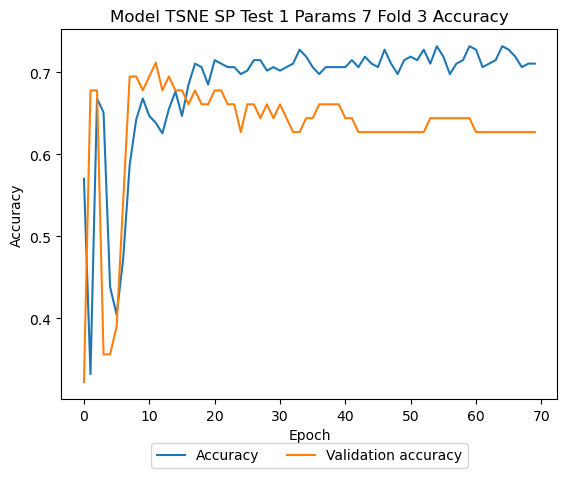 Model TSNE SP Test 1 Params 7 Fold 3 Accuracy
Accuracy
0.7
0.6
0.5
0.4
0 10 20 30 40 50 60 70
Epoch
Accuracy Validation accuracy